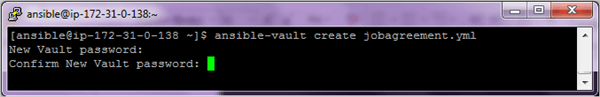 ansible@ip-172-31-0-138:~
[ansible@ip-172-31-0-138 ~]$ ansible-vault create jobagreement.yml
New Vault password:
Confirm New Vault password: